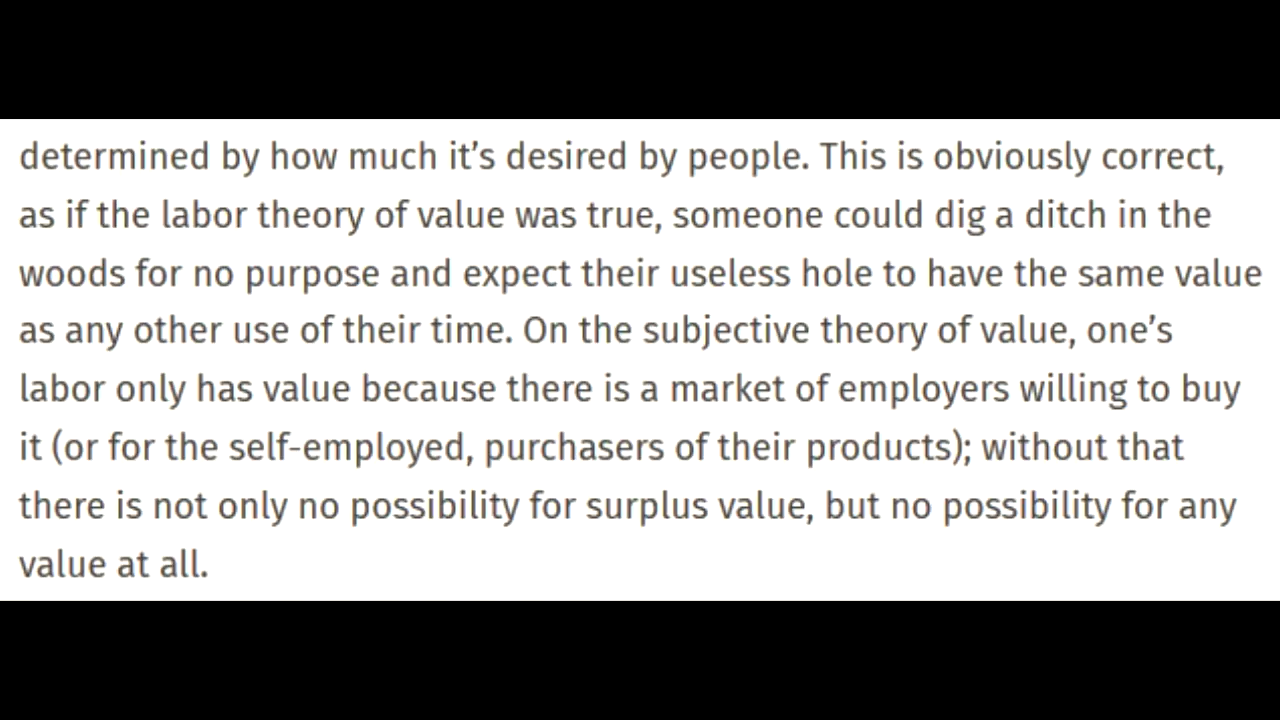 determined by how much it’s desired by people. This is obviously correct,
as if the labor theory of value was true, someone could dig a ditch in the
woods for no purpose and expect their useless hole to have the same value
as any other use of their time. On the subjective theory of value, one’s
labor only has value because there is a market of employers willing to buy
it (or for the self-employed, purchasers of their products); without that
there is not only no possibility for surplus value, but no possibility for any
value at all.